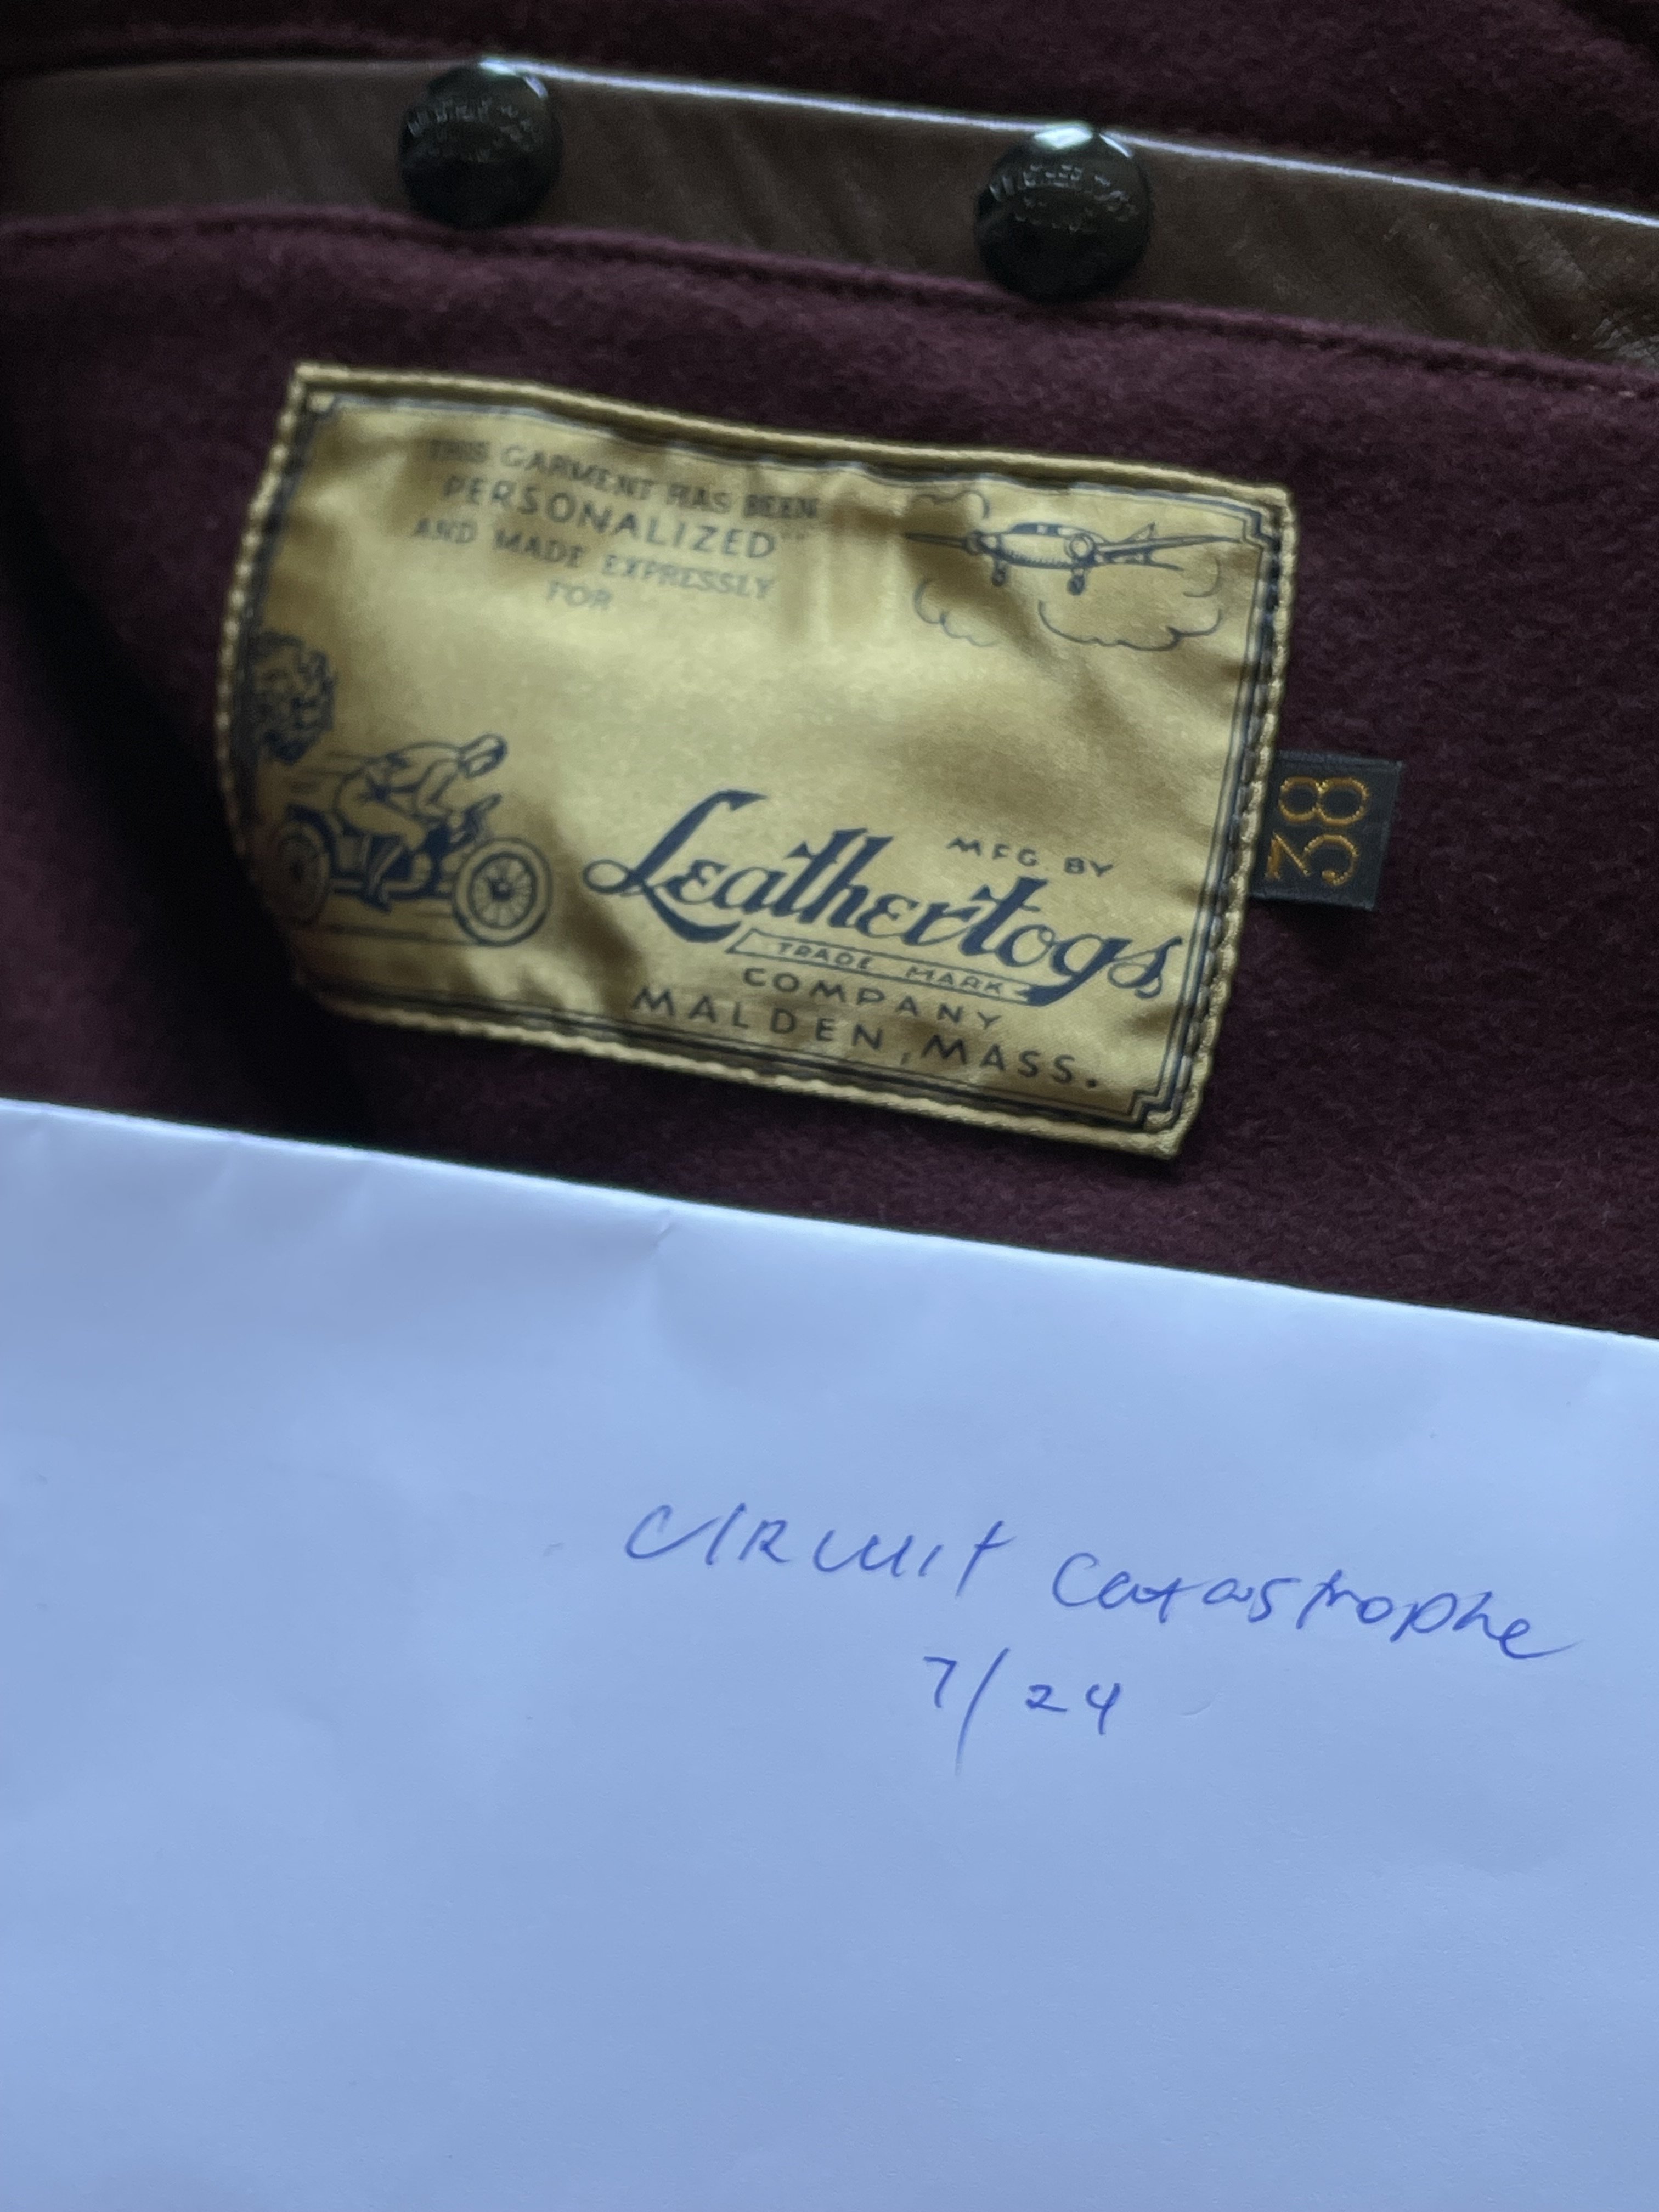 THIS GARMENT HAS BEEN
"PERSONALIZED"
AND MADE EXPRESSLY
FOR
MFG BY
Leathertogs
TRADE MARK
COMPANY
MALDEN, MASS.
38
Circuit Catastrophe
7/24